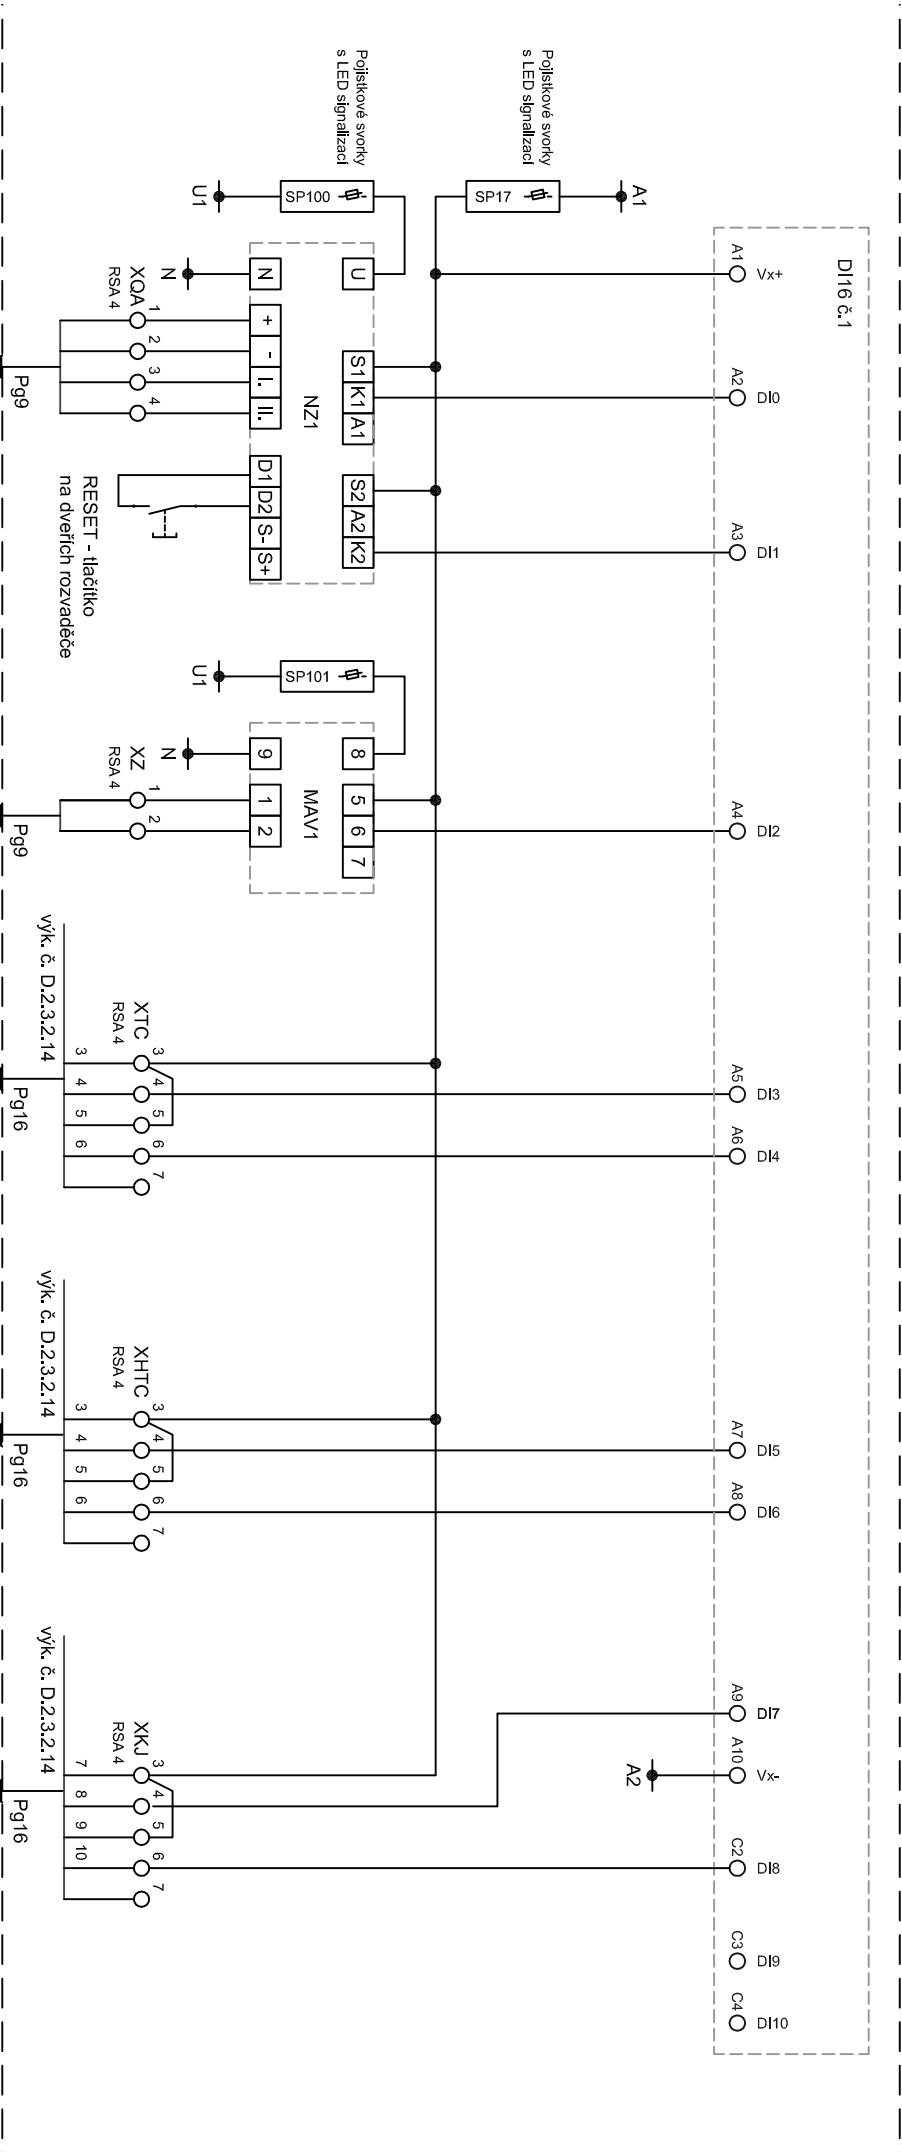 DI16 č.1
A1
Vx+
A2
DI0
A3
DI1
A4
DI2
A5
DI3
A6
DI4
A7
DI5
A8
DI6
A9
DI7
A10
Vx-
C2
DI8
C3
DI9
C4
DI10
A1
SP17
Pojistkové svorky
s LED signalizací
A2
Pojistkové svorky
s LED signalizací
SP100
U1
U
S1 K1 A1
S2 A2 K2
NZ1
N
+ - I. II.
D1 D2 S- S+
N
XQA
RSA 4
1
2
3
4
Pg9
RESET - tlačítko
na dveřích rozvaděče
SP101
U1
8
5 6 7
MAV1
9
1 2
N
XZ
RSA 4
1
2
Pg9
XTC
RSA 4
3
4
5
6
7
3
4
5
6
výk. č. D.2.3.2.14
Pg16
XHTC
RSA 4
3
4
5
6
7
3
4
5
6
výk. č. D.2.3.2.14
Pg16
XKJ
RSA 4
3
4
5
6
7
7
8
9
10
výk. č. D.2.3.2.14
Pg16